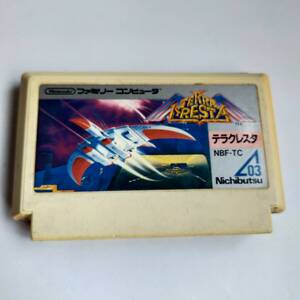 Nintendo ファミリー コンピュータ
TERRA
CRESTA
テラクレスタ
NBF-TC
03
Nichibutsu